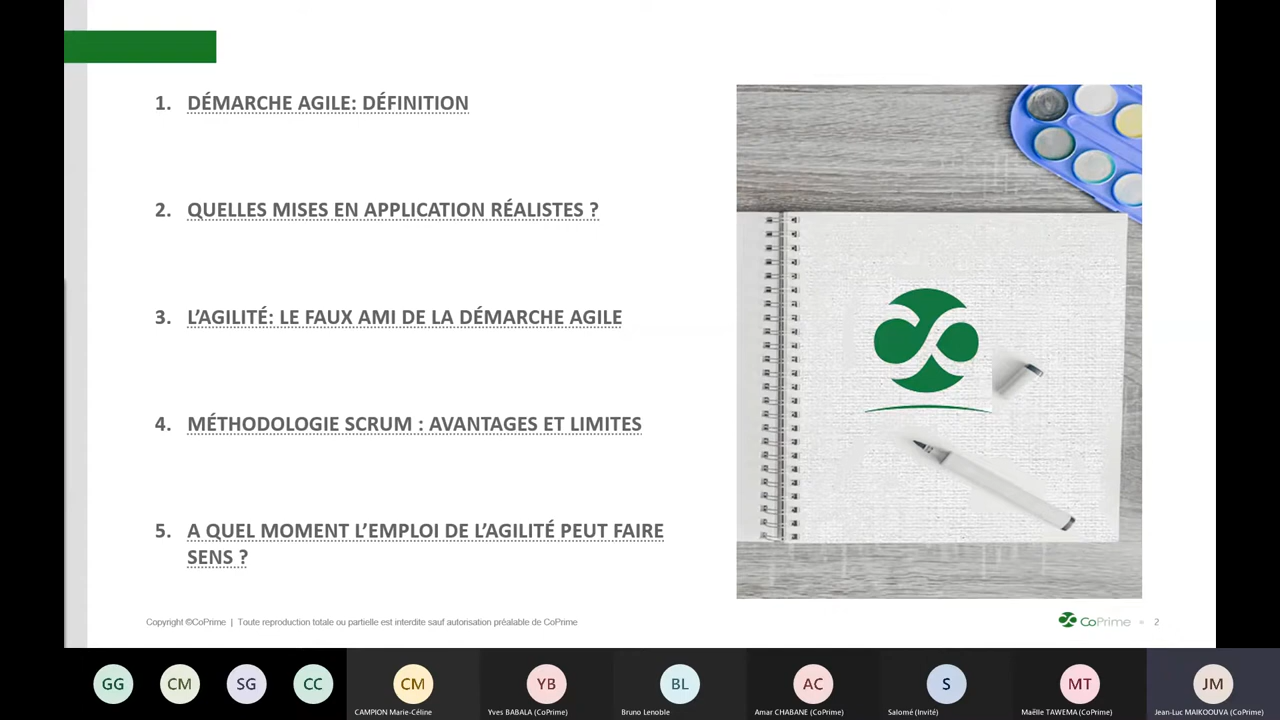 1. DÉMARCHE AGILE: DÉFINITION
2. QUELLES MISES EN APPLICATION RÉALISTES ?
3. L’AGILITÉ: LE FAUX AMI DE LA DÉMARCHE AGILE
4. MÉTHODOLOGIE SCRUM : AVANTAGES ET LIMITES
5. A QUEL MOMENT L’EMPLOI DE L’AGILITÉ PEUT FAIRE
SENS ?
Copyright ©CoPrime | Toute reproduction totale ou partielle est interdite sauf autorisation préalable de CoPrime
CoPrime 2
GG CM SG CC CM YB BL AC S MT JM
CAMPION Marie-Céline Yves BABALA (CoPrime) Bruno Lenoble Amar CHABANE (CoPrime) Salomé (Invité) Maëlle TAWEMA (CoPrime) Jean-Luc MAIKOOUVA (CoPrime)